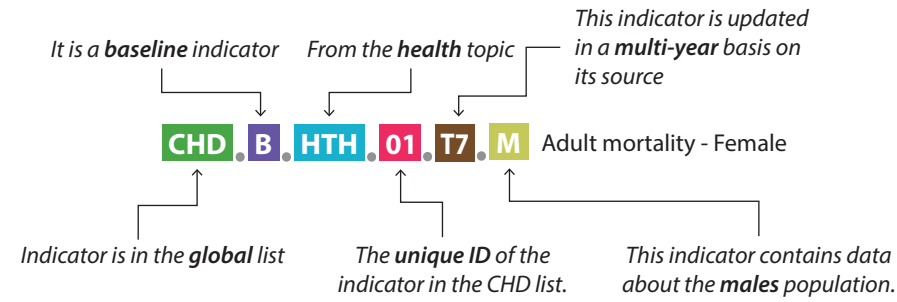 This indicator is updated
in a multi-year basis on
its source
It is a baseline indicator
From the health topic
CHD.B.HTH.01.T7.M Adult mortality - Female
Indicator is in the global list
The unique ID of the
indicator in the CHD list.
This indicator contains data
about the males population.